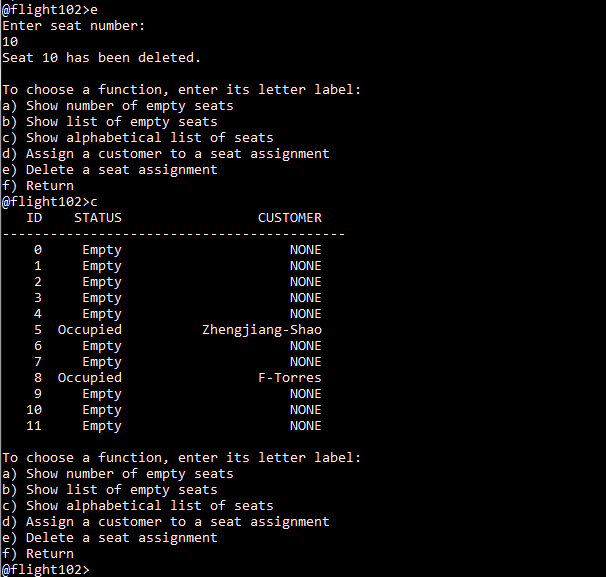 @flight102>e
Enter seat number:
10
Seat 10 has been deleted.
To choose a function, enter its letter label:
a) Show number of empty seats
b) Show list of empty seats
c) Show alphabetical list of seats
d) Assign a customer to a seat assignment
e) Delete a seat assignment
f) Return
@flight102>c
ID STATUS CUSTOMER
-------------------------------------------
0 Empty NONE
1 Empty NONE
2 Empty NONE
3 Empty NONE
4 Empty NONE
5 Occupied Zhengjiang-Shao
6 Empty NONE
7 Empty NONE
8 Occupied F-Torres
9 Empty NONE
10 Empty NONE
11 Empty NONE
To choose a function, enter its letter label:
a) Show number of empty seats
b) Show list of empty seats
c) Show alphabetical list of seats
d) Assign a customer to a seat assignment
e) Delete a seat assignment
f) Return
@flight102>